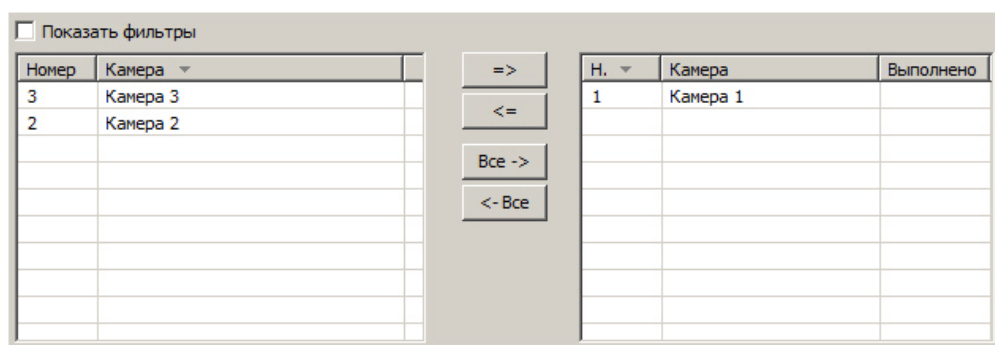 Показать фильтры
Номер Камера
3 Камера 3
2 Камера 2
=>
<=
Все ->
<- Все
Н. Камера Выполнено
1 Камера 1